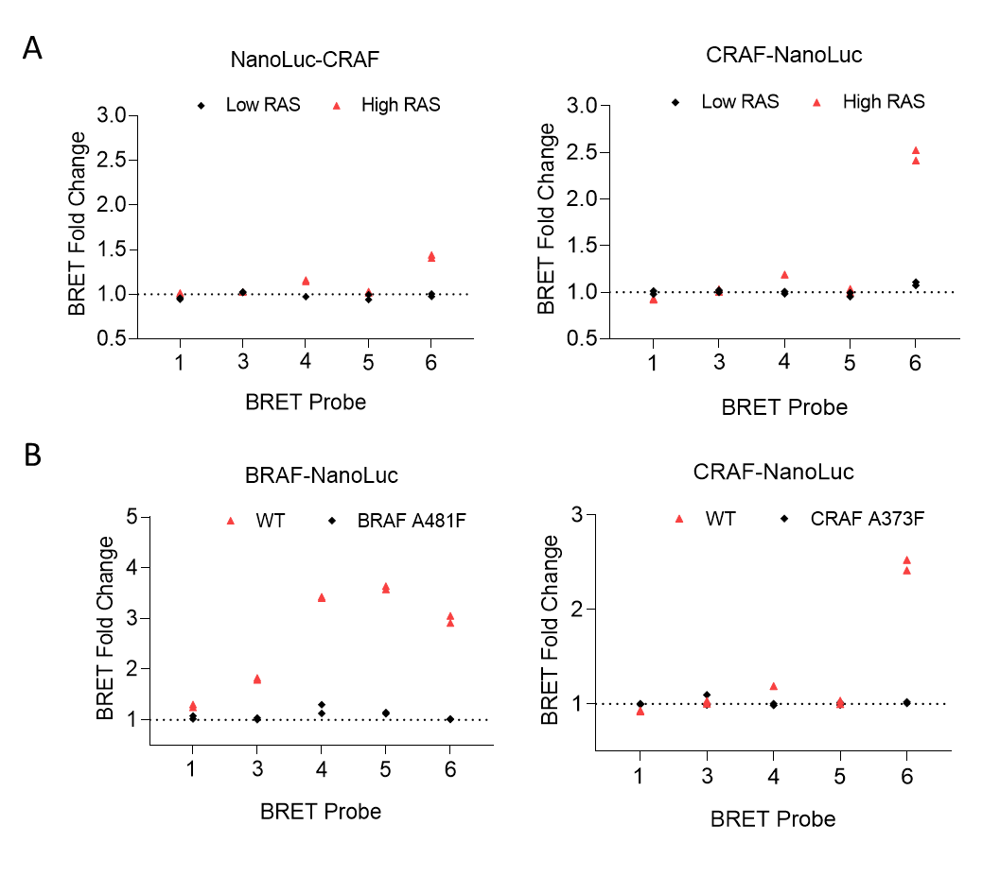 A
NanoLuc-CRAF
Low RAS High RAS
BRET Fold Change
3.0
2.5
2.0
1.5
1.0
0.5
1 3 4 5 6
BRET Probe
CRAF-NanoLuc
Low RAS High RAS
BRET Fold Change
3.0
2.5
2.0
1.5
1.0
0.5
1 3 4 5 6
BRET Probe
B
BRAF-NanoLuc
WT BRAF A481F
BRET Fold Change
5
4
3
2
1
1 3 4 5 6
BRET Probe
CRAF-NanoLuc
WT CRAF A373F
BRET Fold Change
3
2
1
1 3 4 5 6
BRET Probe